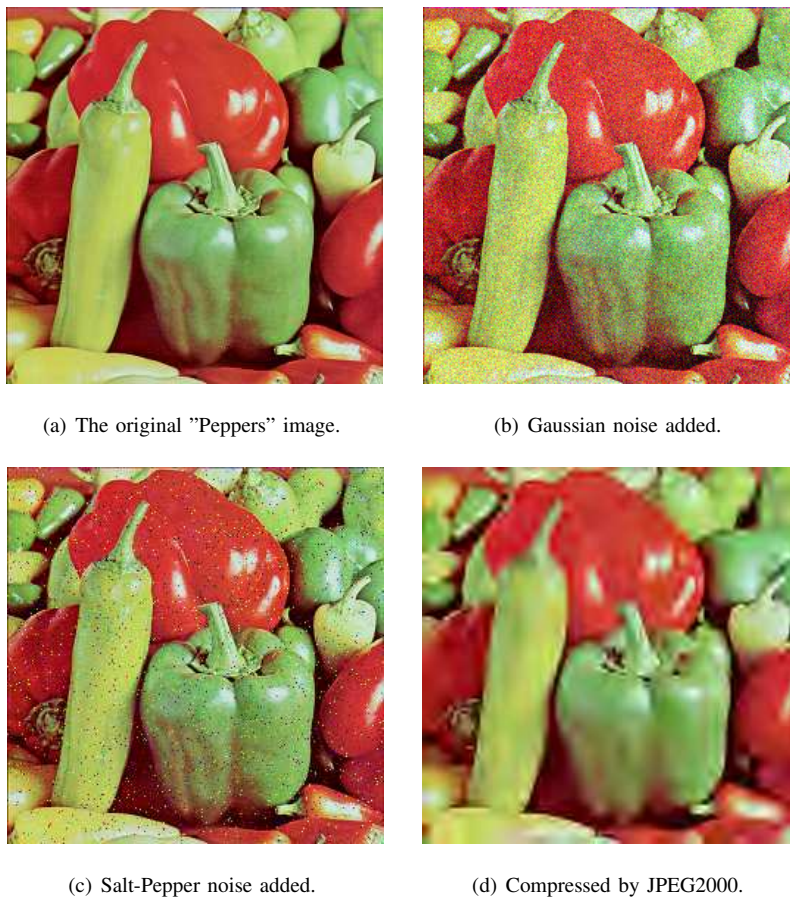 (a) The original ”Peppers” image.
(b) Gaussian noise added.
(c) Salt-Pepper noise added.
(d) Compressed by JPEG2000.